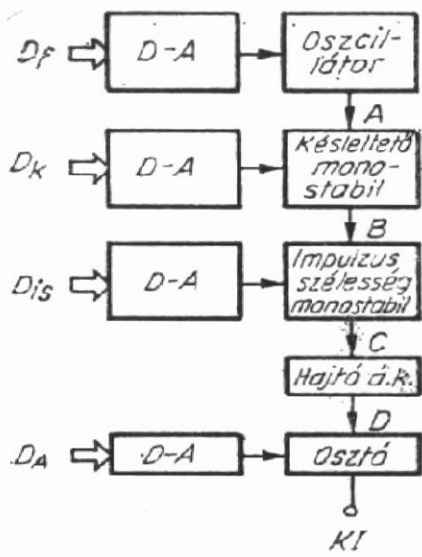 Df
D-A
Oszcil-
látor
A
Dk
D-A
Késleltető
mono-
stabil
B
Dis
D-A
Impulzus
szélesség
monostabil
C
Hajtó á.k.
D
DA
D-A
Osztó
KI